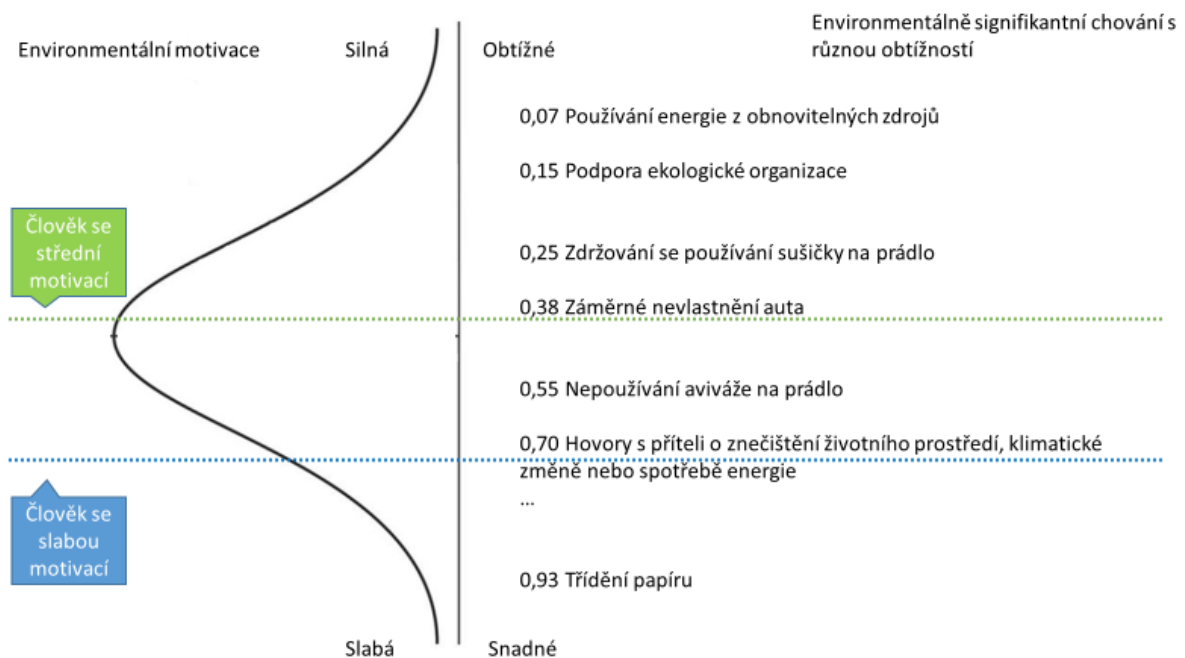 Environmentálně signifikantní chování s
různou obtížností
Environmentální motivace
Silná
Obtížné
0,07 Používání energie z obnovitelných zdrojů
0,15 Podpora ekologické organizace
Člověk se
střední
motivací
0,25 Zdržování se používání sušičky na prádlo
0,38 Záměrné nevlastnění auta
0,55 Nepoužívání aviváže na prádlo
0,70 Hovory s příteli o znečištění životního prostředí, klimatické
změně nebo spotřebě energie
...
Člověk se
slabou
motivací
0,93 Třídění papíru
Slabá
Snadné